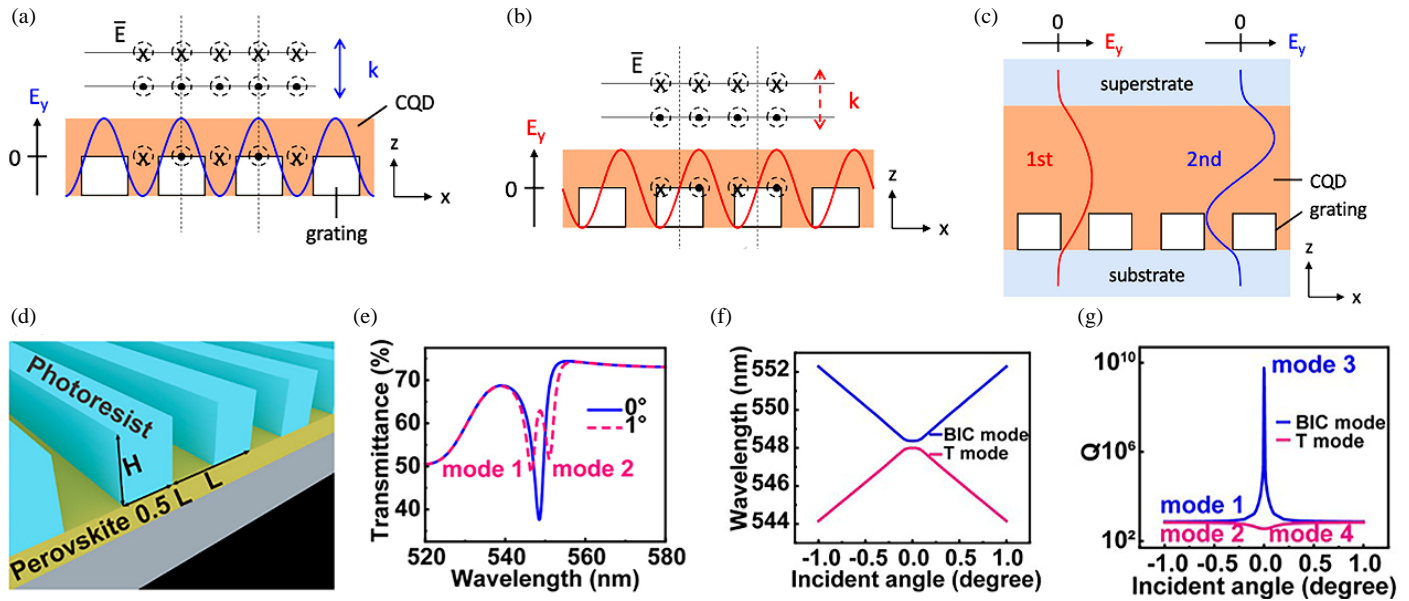 (a)
E̅
X X X X X
k
CQD
E_y
0
X X X
z
x
grating
(b)
E̅
X X X X
k
E_y
0
X X
z
x
(c)
0 0
E_y E_y
superstrate
1st 2nd
CQD
grating
substrate
z
x
(d)
Photoresist
H
Perovskite 0.5 L L
(e)
Transmittance (%)
70
60
50
40
0°
1°
mode 1 mode 2
520 540 560 580
Wavelength (nm)
(f)
Wavelength (nm)
552
550
548
546
544
BIC mode
T mode
-1.0 -0.5 0.0 0.5 1.0
Incident angle (degree)
(g)
Q
10^10
10^6
10^2
mode 3
BIC mode
T mode
mode 1
mode 2 mode 4
-1.0 -0.5 0.0 0.5 1.0
Incident angle (degree)